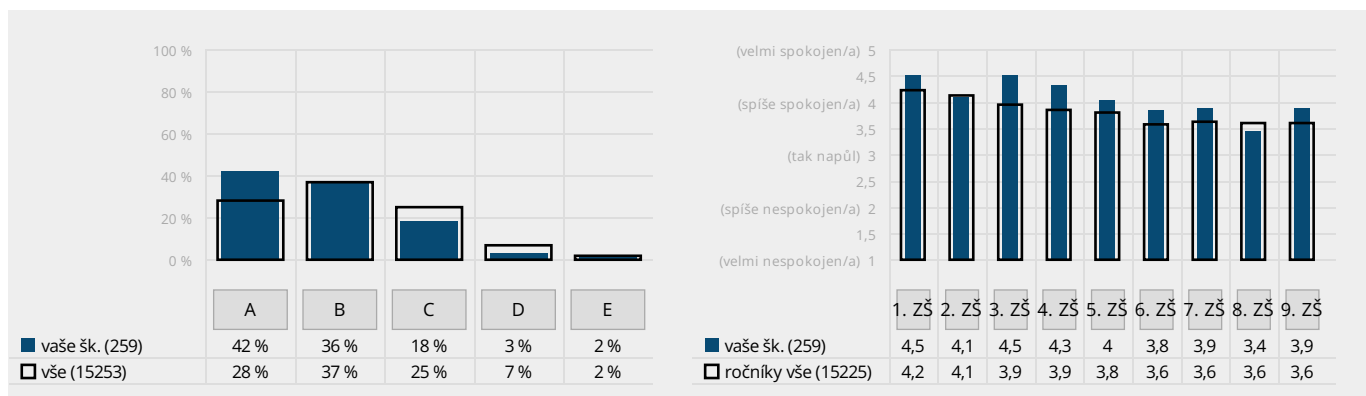 100 %
80 %
60 %
40 %
20 %
0 %
A B C D E
vaše šk. (259) 42 % 36 % 18 % 3 % 2 %
vše (15253) 28 % 37 % 25 % 7 % 2 %
(velmi spokojen/a) 5
4,5
(spíše spokojen/a) 4
3,5
(tak napůl) 3
2,5
(spíše nespokojen/a) 2
1,5
(velmi nespokojen/a) 1
1. ZŠ 2. ZŠ 3. ZŠ 4. ZŠ 5. ZŠ 6. ZŠ 7. ZŠ 8. ZŠ 9. ZŠ
vaše šk. (259) 4,5 4,1 4,5 4,3 4 3,8 3,9 3,4 3,9
ročníky vše (15225) 4,2 4,1 3,9 3,9 3,8 3,6 3,6 3,6 3,6